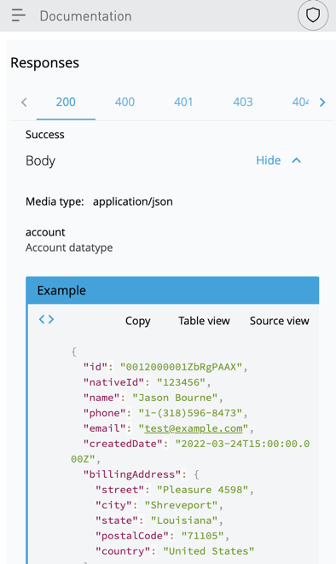 Documentation
Responses
200 400 401 403 404
Success
Body Hide
Media type: application/json
account
Account datatype
Example
<> Copy Table view Source view
{
"id": "0012000001ZbRgPAAX",
"nativeId": "123456",
"name": "Jason Bourne",
"phone": "1-(318)596-8473",
"email": "test@example.com",
"createdDate": "2022-03-24T15:00:00.0
00Z",
"billingAddress": {
"street": "Pleasure 4598",
"city": "Shreveport",
"state": "Louisiana",
"postalCode": "71105",
"country": "United States"
}